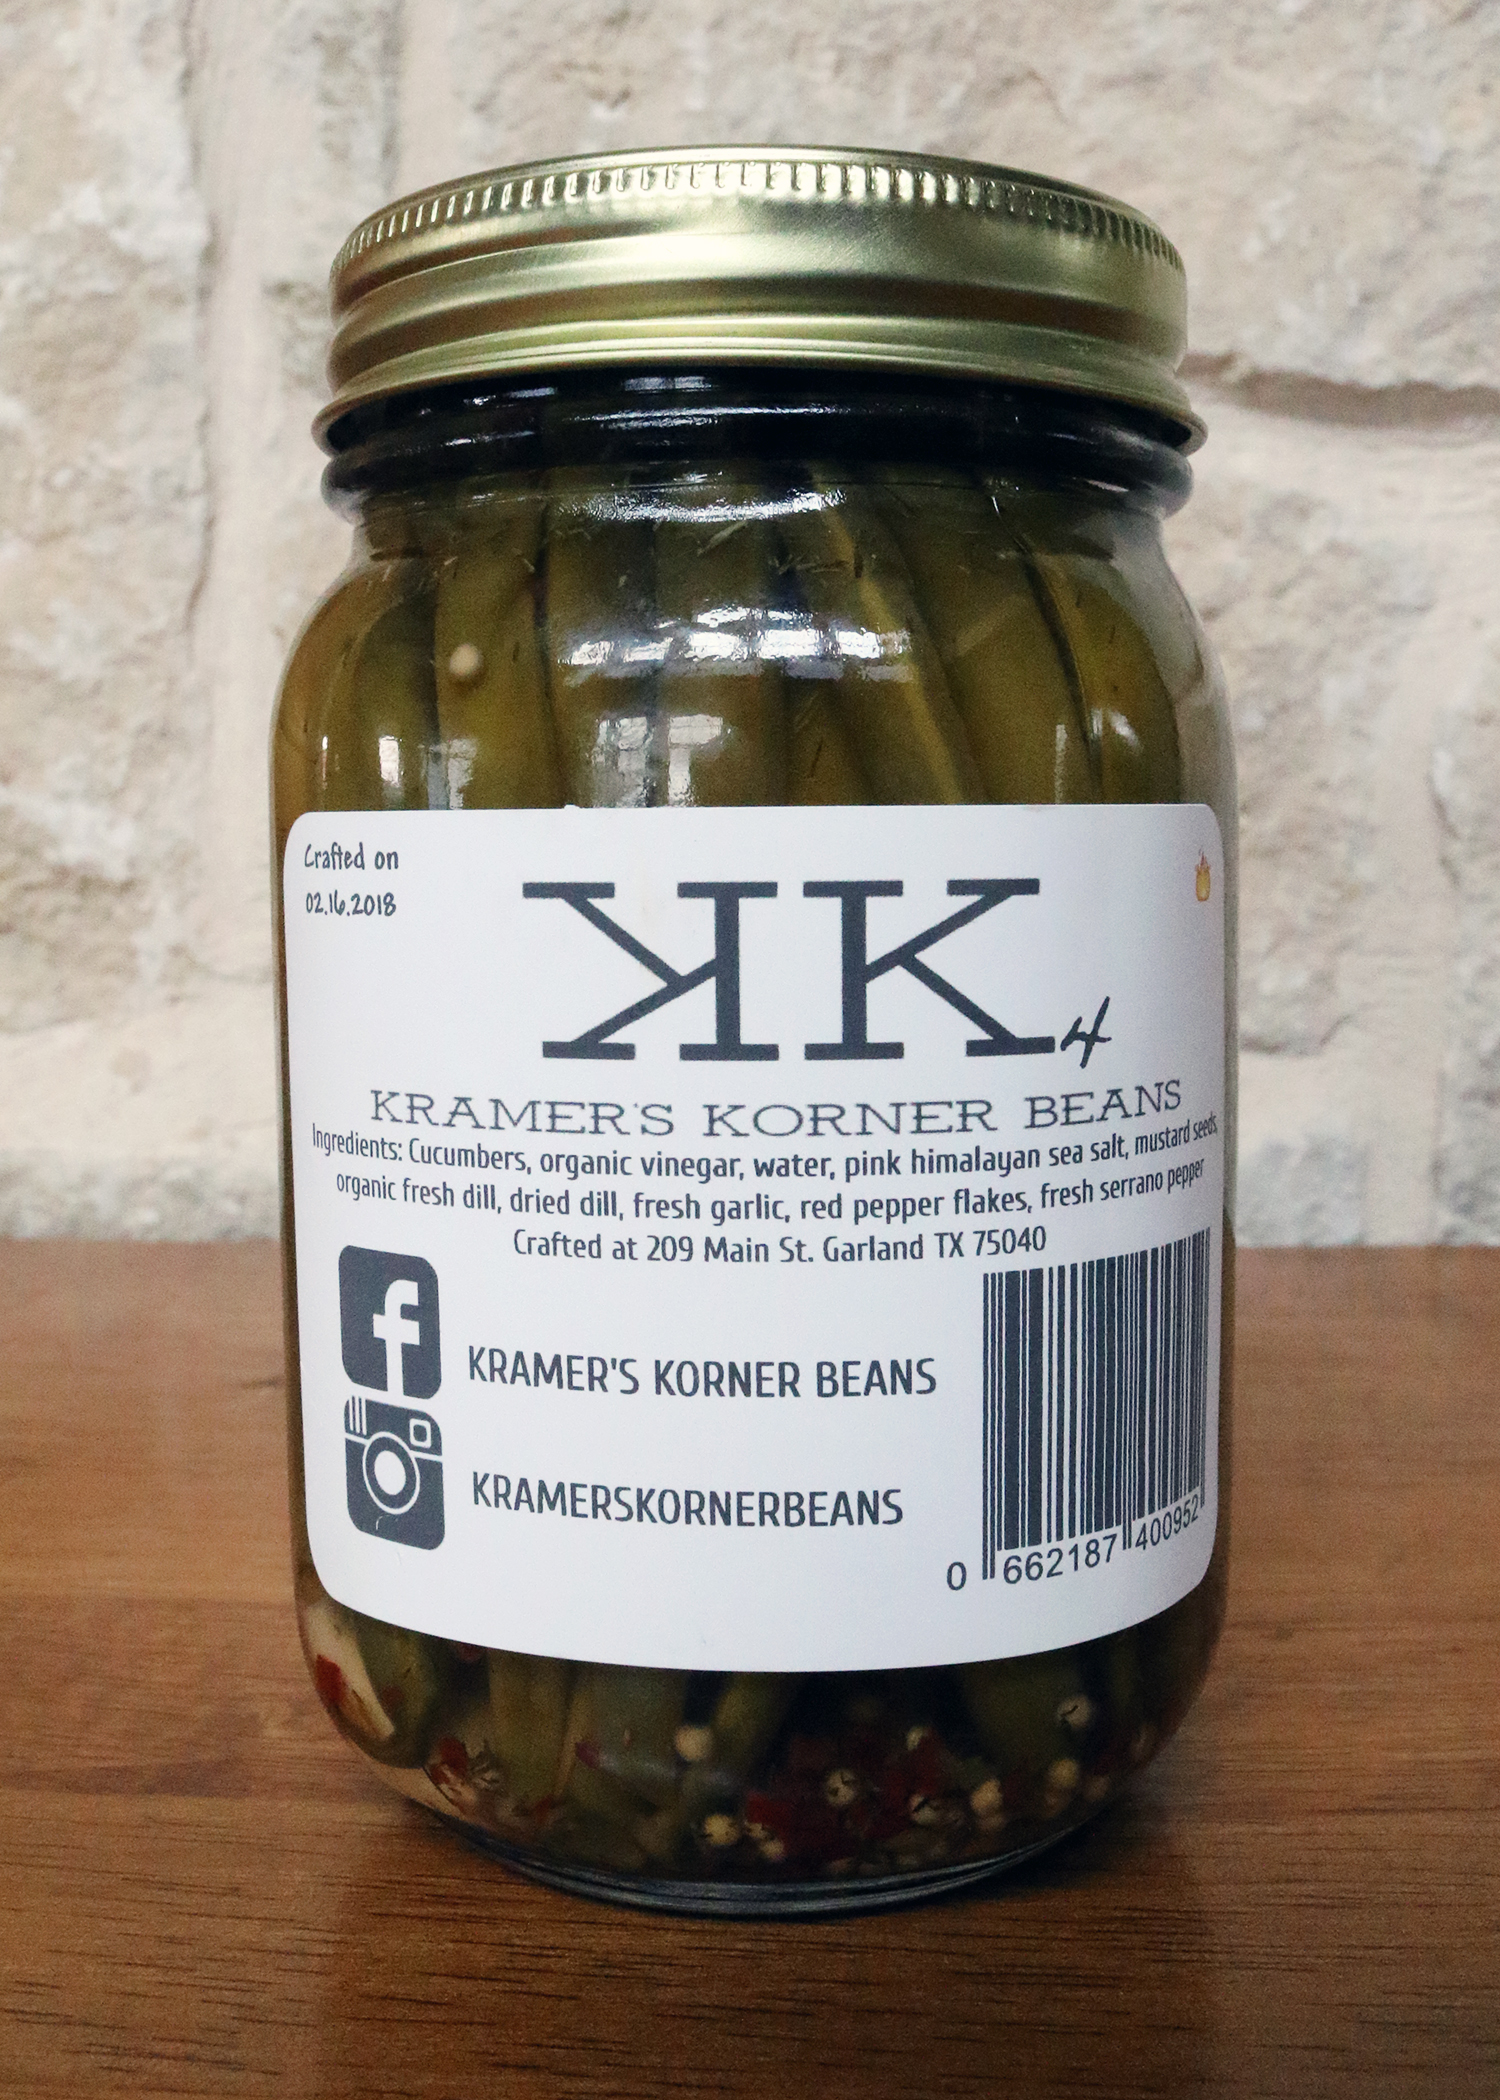 Crafted on
02.16.2018
KK
4
KRAMER'S KORNER BEANS
Ingredients: Cucumbers, organic vinegar, water, pink himalayan sea salt, mustard seeds,
organic fresh dill, dried dill, fresh garlic, red pepper flakes, fresh serrano pepper
Crafted at 209 Main St. Garland TX 75040
f
KRAMER'S KORNER BEANS
KRAMERSKORNERBEANS
0 662187 400952